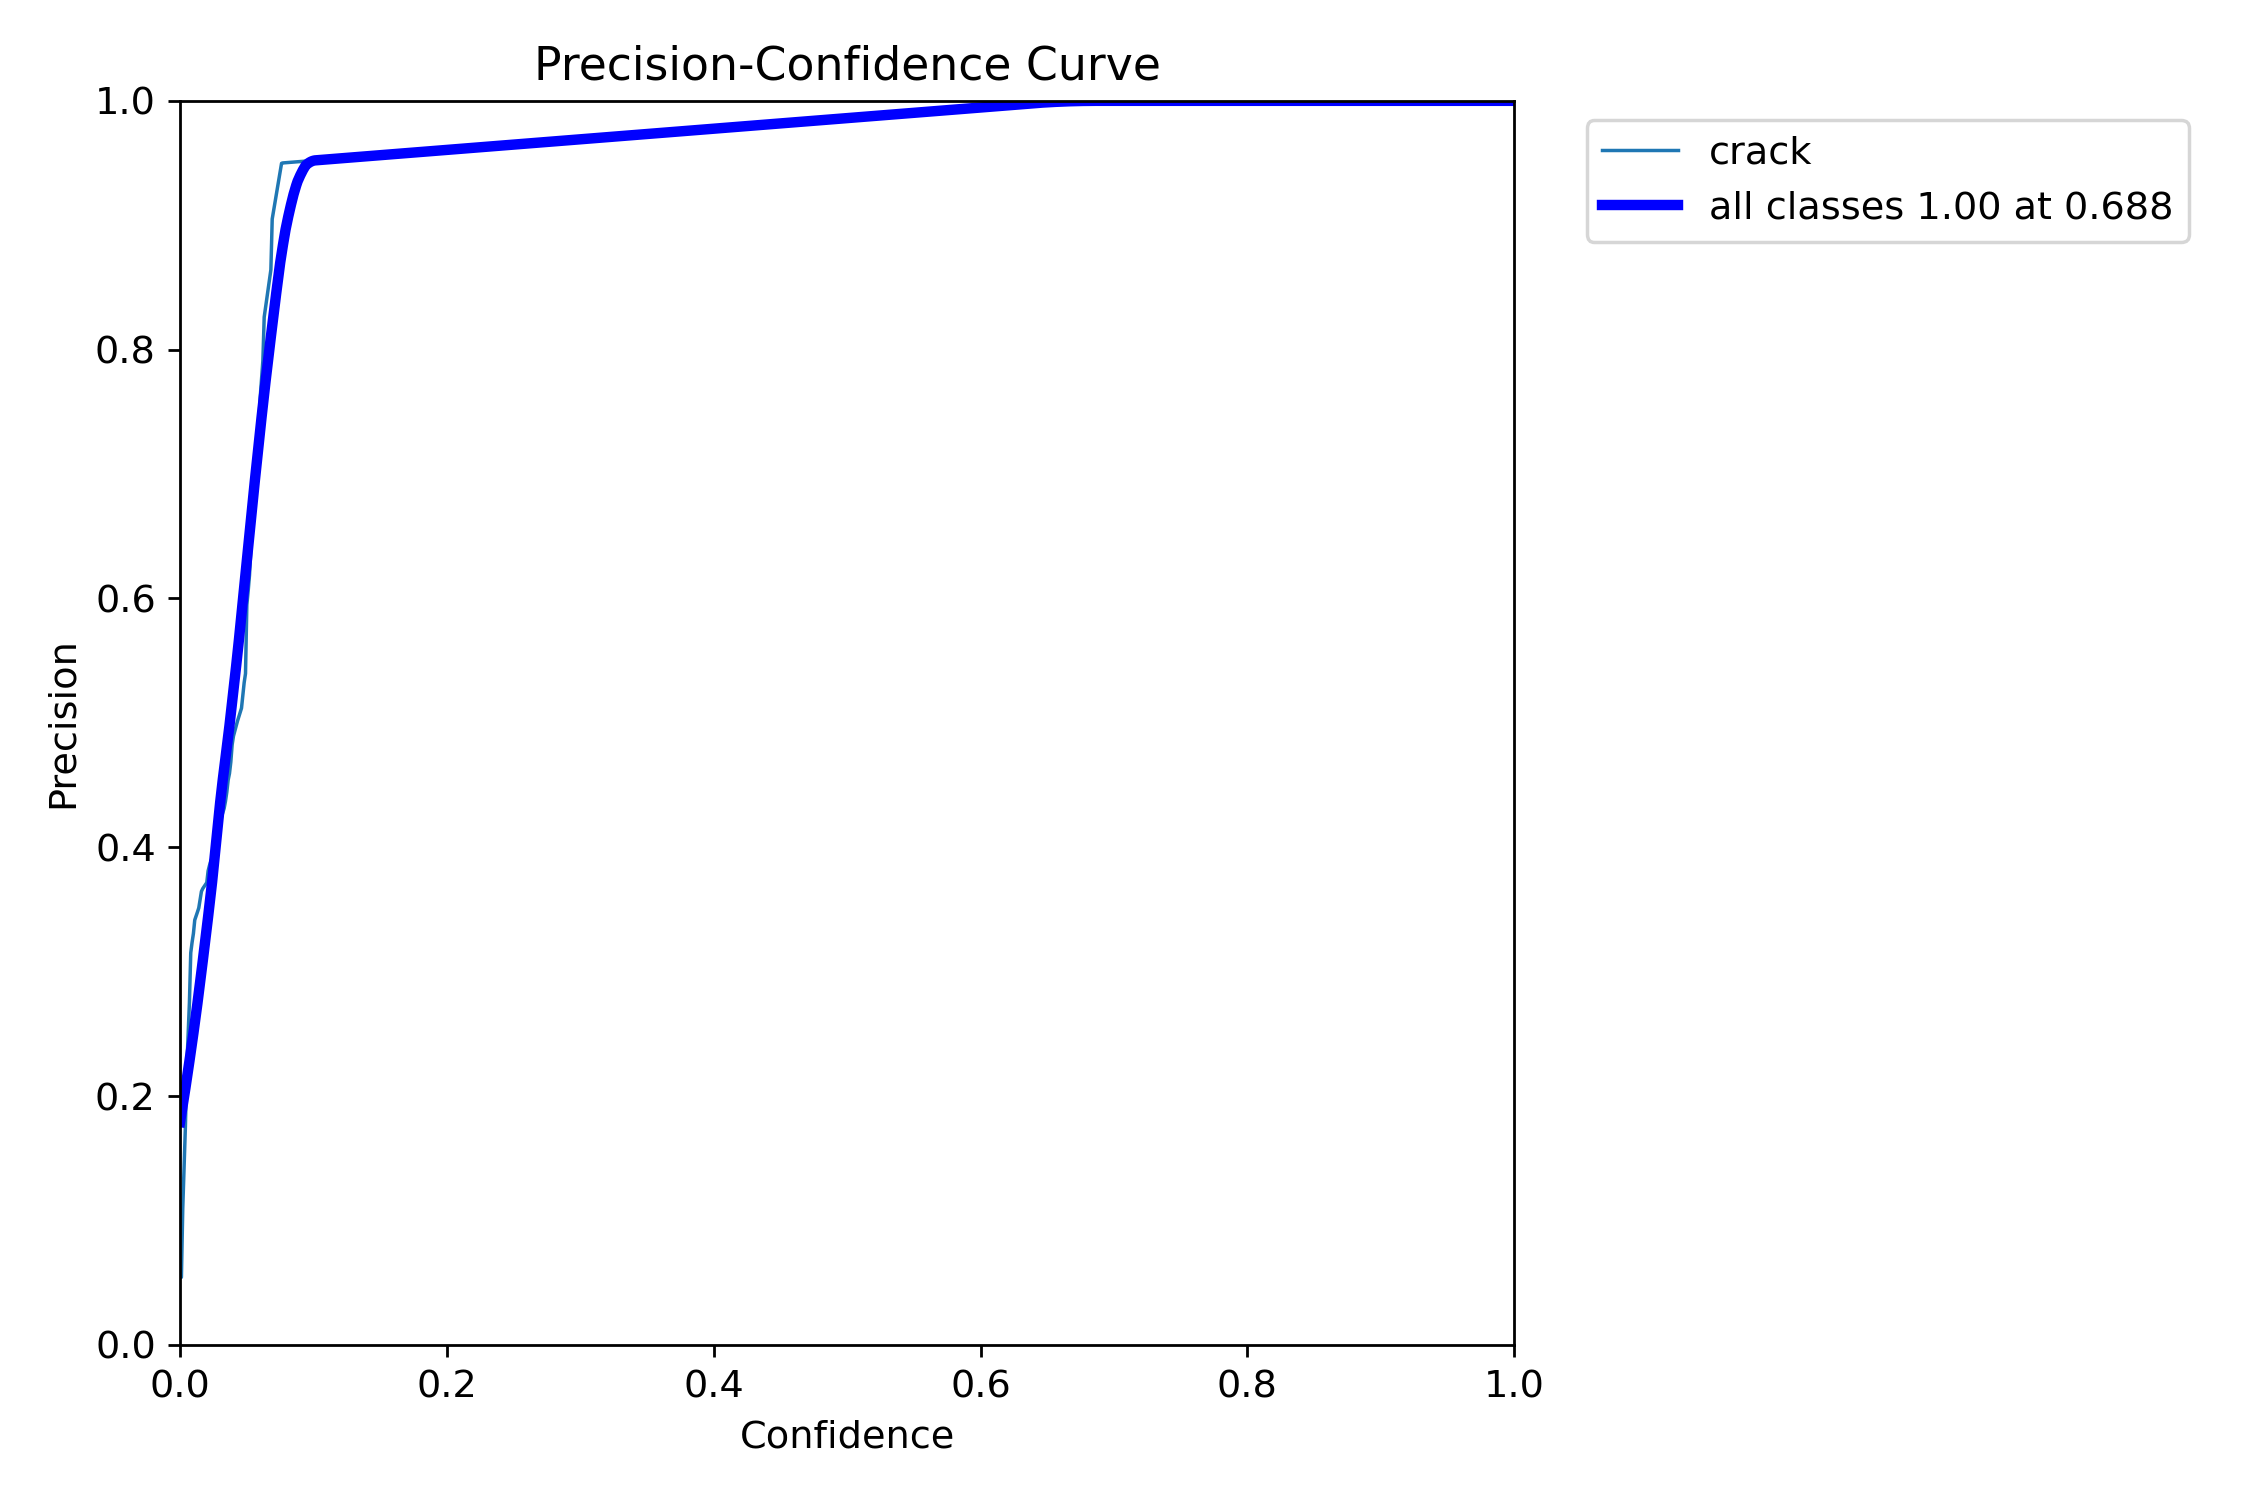 Precision-Confidence Curve
crack
all classes 1.00 at 0.688
Precision
1.0
0.8
0.6
0.4
0.2
0.0
0.0 0.2 0.4 0.6 0.8 1.0
Confidence